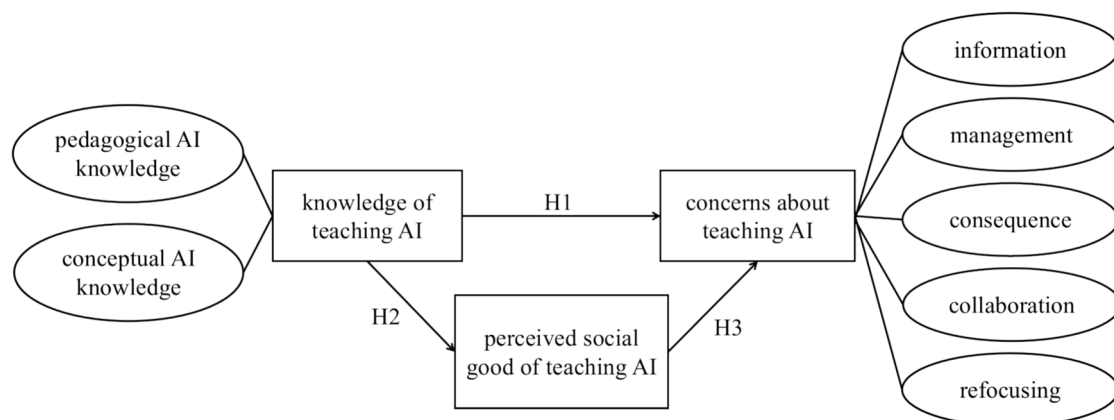 pedagogical AI
knowledge
conceptual AI
knowledge
knowledge of
teaching AI
H1
H2
perceived social
good of teaching AI
H3
concerns about
teaching AI
information
management
consequence
collaboration
refocusing